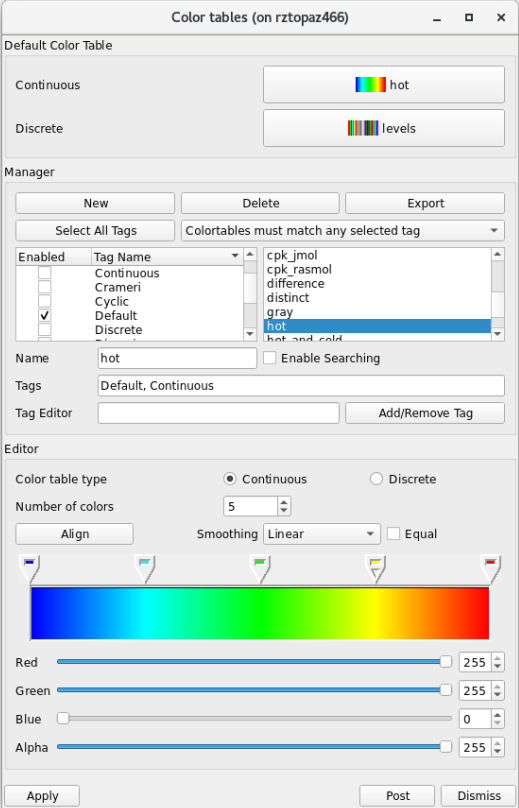 Color tables (on rztopaz466)
Default Color Table
Continuous hot
Discrete levels
Manager
New Delete Export
Select All Tags Colortables must match any selected tag
Enabled Tag Name
Continuous
Crameri
Cyclic
Default
Discrete
cpk_jmol
cpk_rasmol
difference
distinct
gray
hot
hot_and_cold
Name hot Enable Searching
Tags Default, Continuous
Tag Editor Add/Remove Tag
Editor
Color table type Continuous Discrete
Number of colors 5
Align Smoothing Linear Equal
Red 255
Green 255
Blue 0
Alpha 255
Apply Post Dismiss